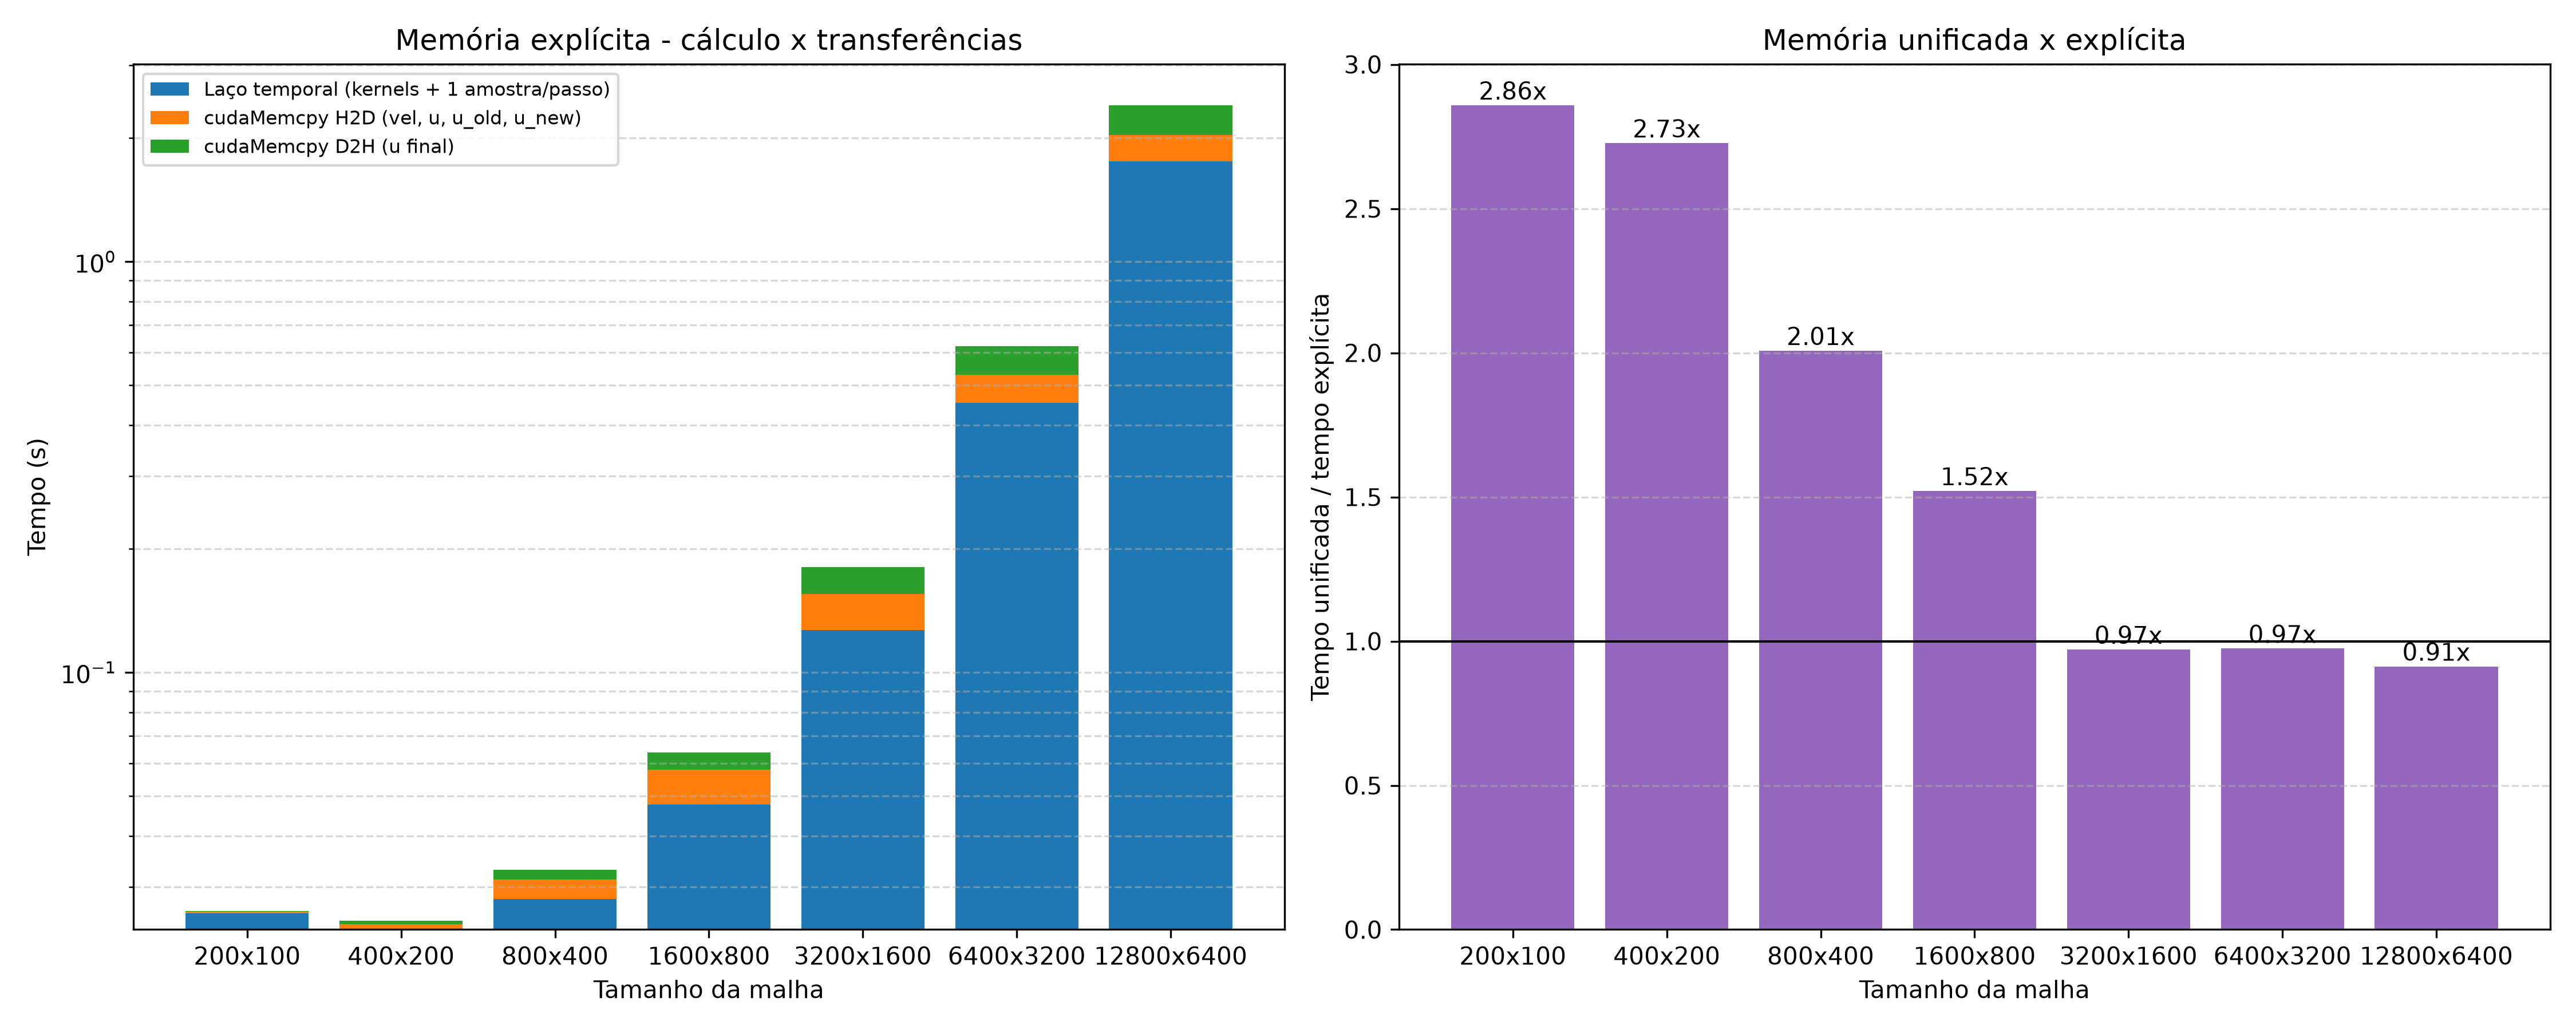 Memória explícita - cálculo x transferências
Laço temporal (kernels + 1 amostra/passo)
cudaMemcpy H2D (vel, u, u_old, u_new)
cudaMemcpy D2H (u final)
10⁰
10⁻¹
Tempo (s)
200x100 400x200 800x400 1600x800 3200x1600 6400x3200 12800x6400
Tamanho da malha
Memória unificada x explícita
3.0
2.5
2.0
1.5
1.0
0.5
0.0
Tempo unificada / tempo explícita
2.86x
2.73x
2.01x
1.52x
0.97x
0.97x
0.91x
200x100 400x200 800x400 1600x800 3200x1600 6400x3200 12800x6400
Tamanho da malha